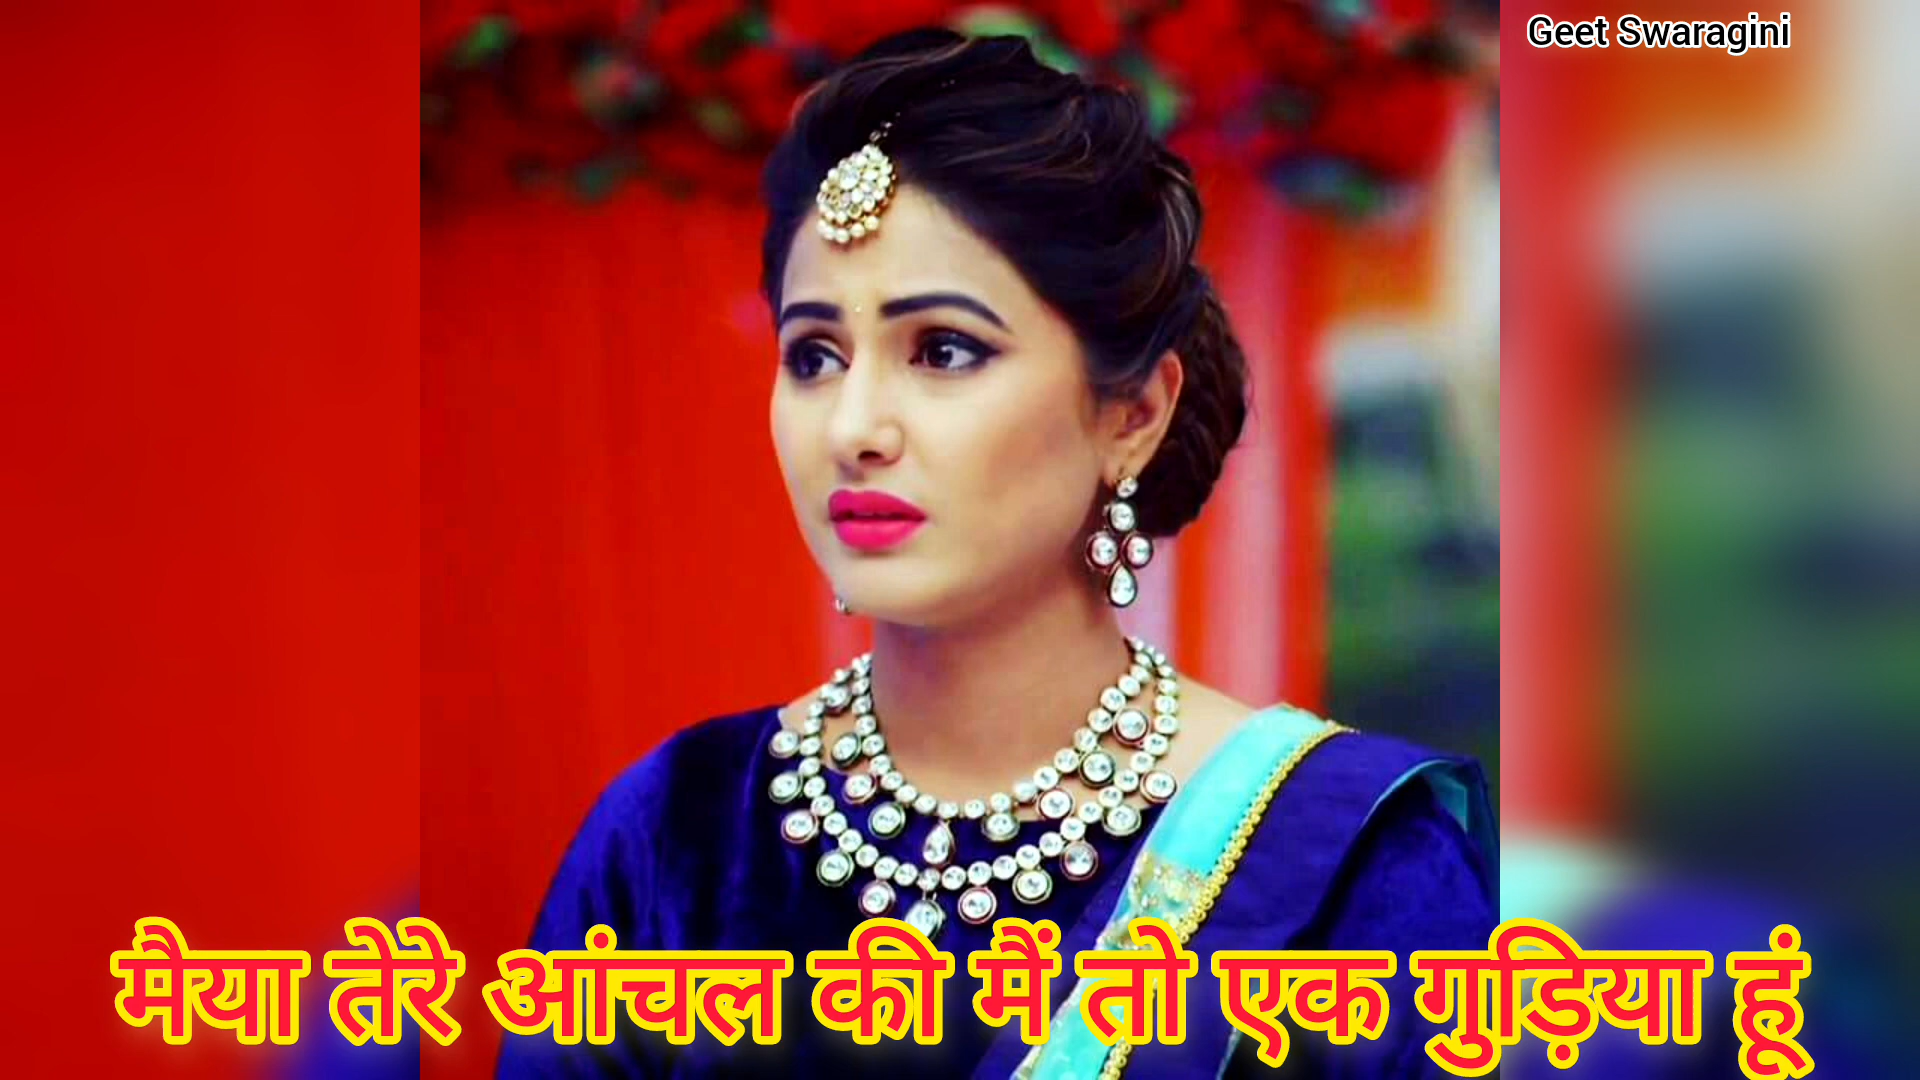 Geet Swaragini
मैया तेरे आंचल की मैं तो एक गुड़िया हूं